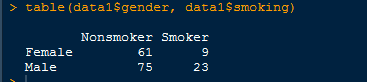 > table(data1$gender, data1$smoking)
Nonsmoker Smoker
Female 61 9
Male 75 23
>